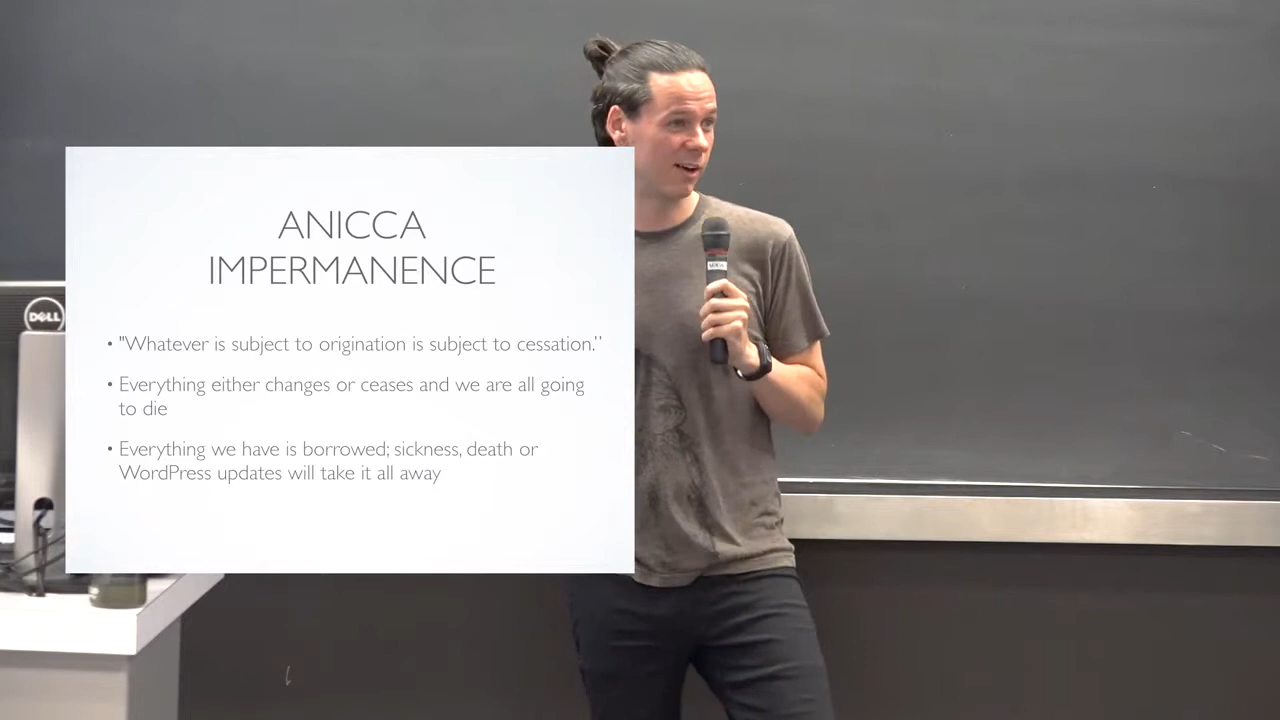 ANICCA
IMPERMANENCE
• "Whatever is subject to origination is subject to cessation.”
• Everything either changes or ceases and we are all going
to die
• Everything we have is borrowed; sickness, death or
WordPress updates will take it all away
DELL